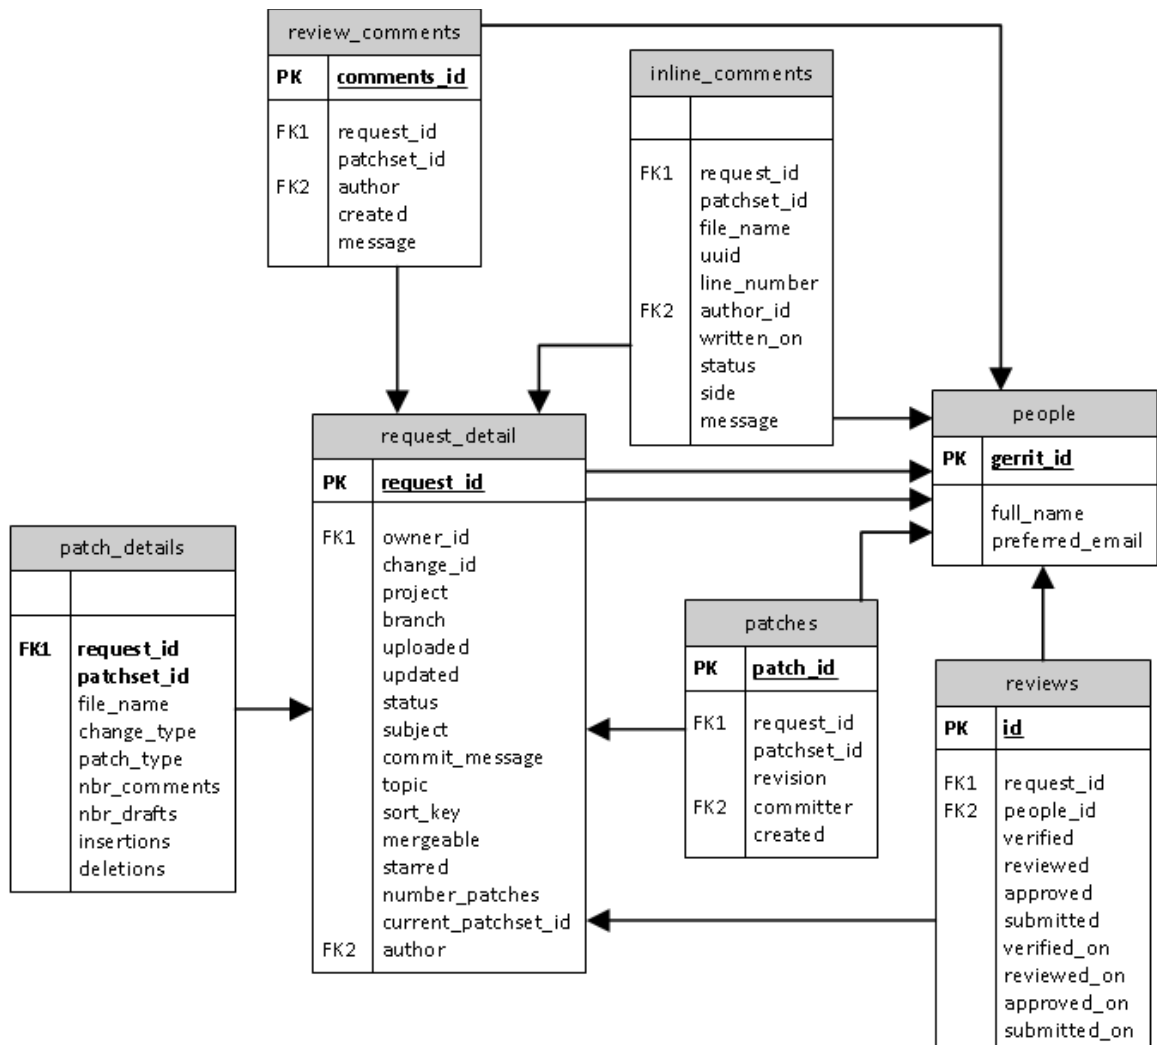 review_comments
PK comments_id
FK1 request_id
patchset_id
FK2 author
created
message
inline_comments
FK1 request_id
patchset_id
file_name
uuid
line_number
FK2 author_id
written_on
status
side
message
people
PK gerrit_id
full_name
preferred_email
request_detail
PK request_id
FK1 owner_id
change_id
project
branch
uploaded
updated
status
subject
commit_message
topic
sort_key
mergeable
starred
number_patches
current_patchset_id
FK2 author
patch_details
FK1 request_id
patchset_id
file_name
change_type
patch_type
nbr_comments
nbr_drafts
insertions
deletions
patches
PK patch_id
FK1 request_id
patchset_id
revision
FK2 committer
created
reviews
PK id
FK1 request_id
FK2 people_id
verified
reviewed
approved
submitted
verified_on
reviewed_on
approved_on
submitted_on